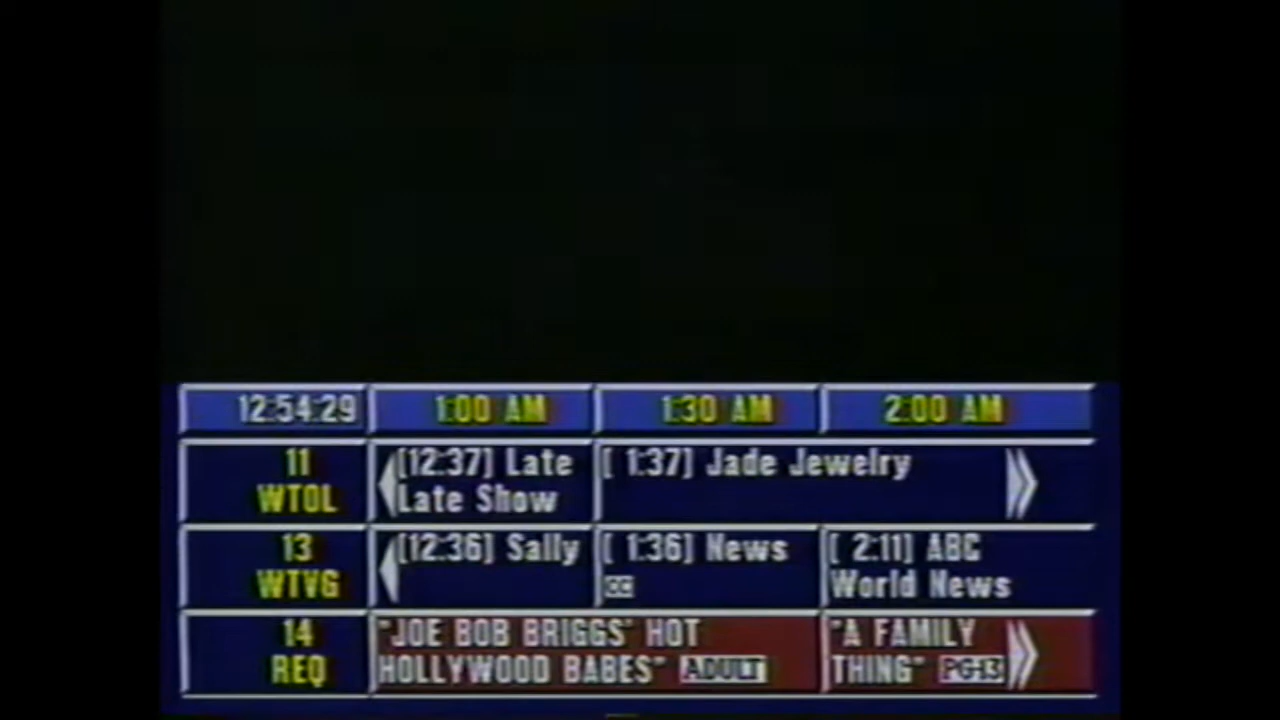 12:54:29 1:00 AM 1:30 AM 2:00 AM
11 [12:37] Late [ 1:37] Jade Jewelry
WTOL Late Show
13 [12:36] Sally [ 1:36] News [ 2:11] ABC
WTVG CC World News
14 "JOE BOB BRIGGS' HOT "A FAMILY
REQ HOLLYWOOD BABES" ADULT THING" PG-13